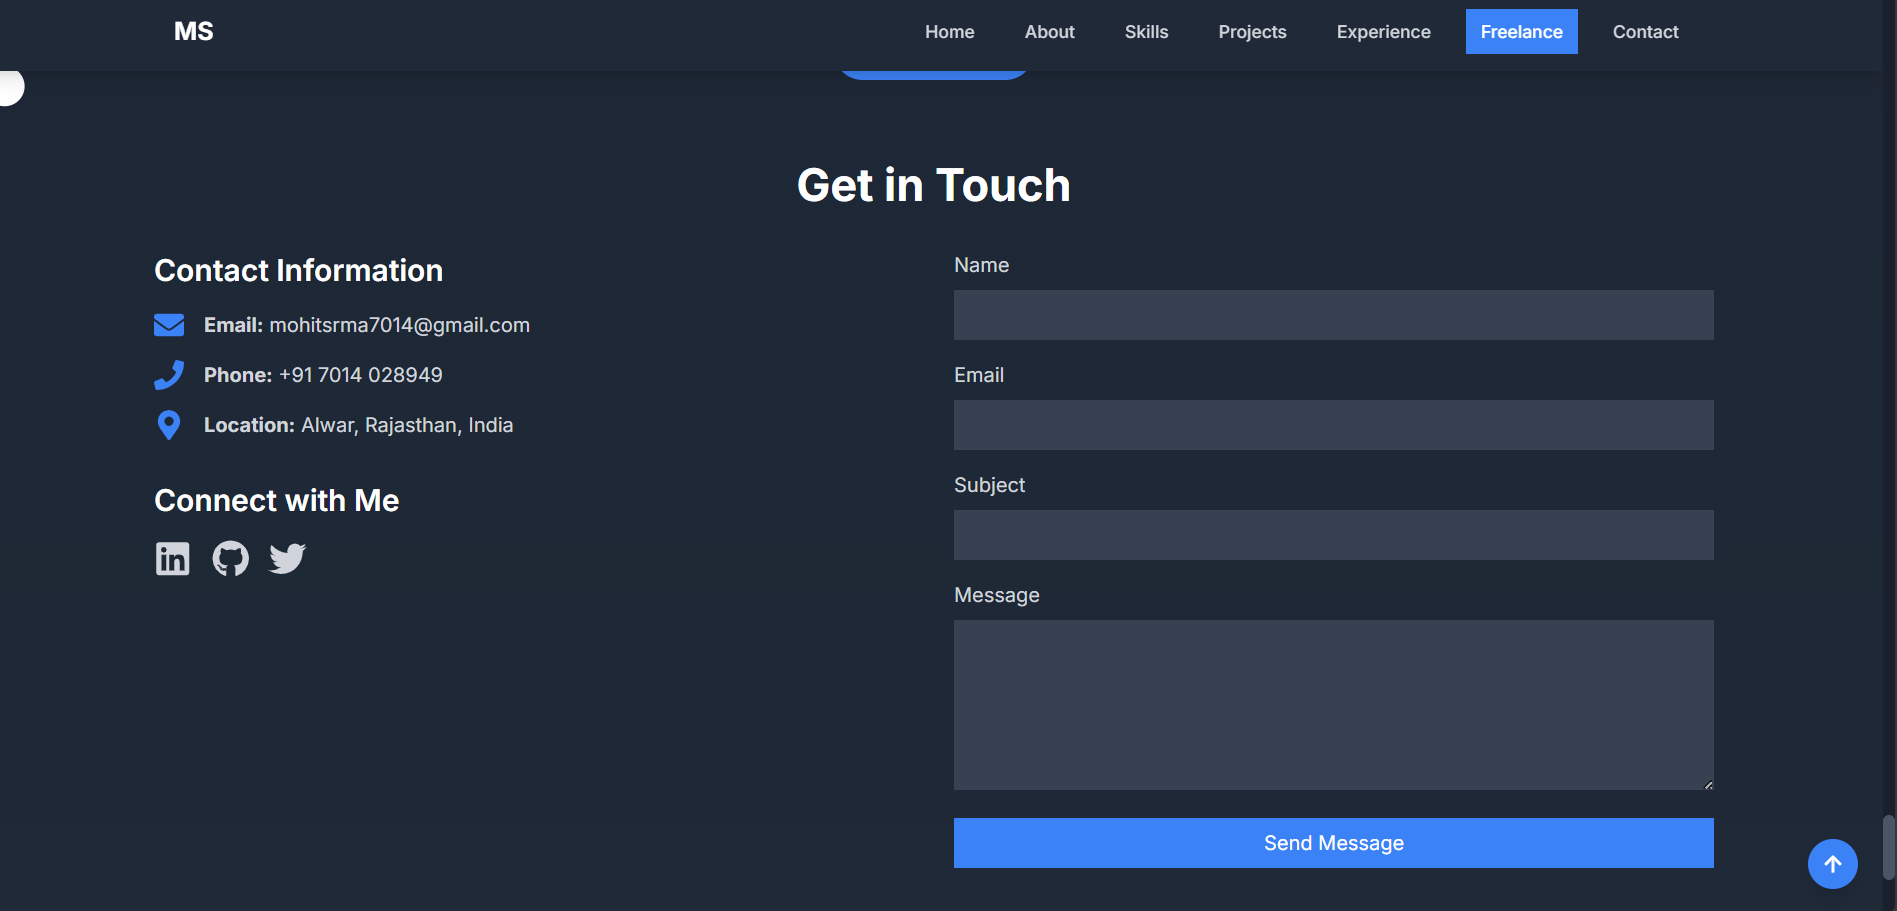 MS
Home About Skills Projects Experience Freelance Contact
Get in Touch
Contact Information
Email: mohitsrma7014@gmail.com
Phone: +91 7014 028949
Location: Alwar, Rajasthan, India
Connect with Me
in
Name
Email
Subject
Message
Send Message